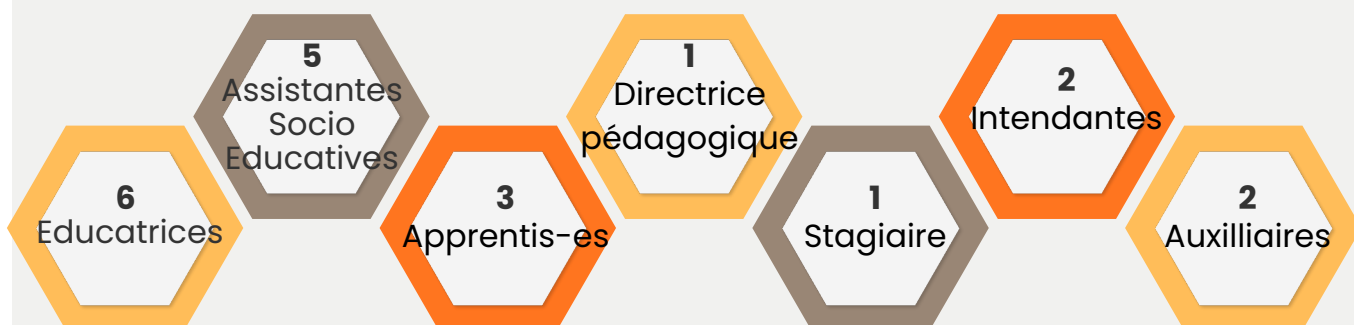 6
Educatrices
5
Assistantes
Socio
Educatives
3
Apprentis-es
1
Directrice
pédagogique
1
Stagiaire
2
Intendantes
2
Auxilliaires